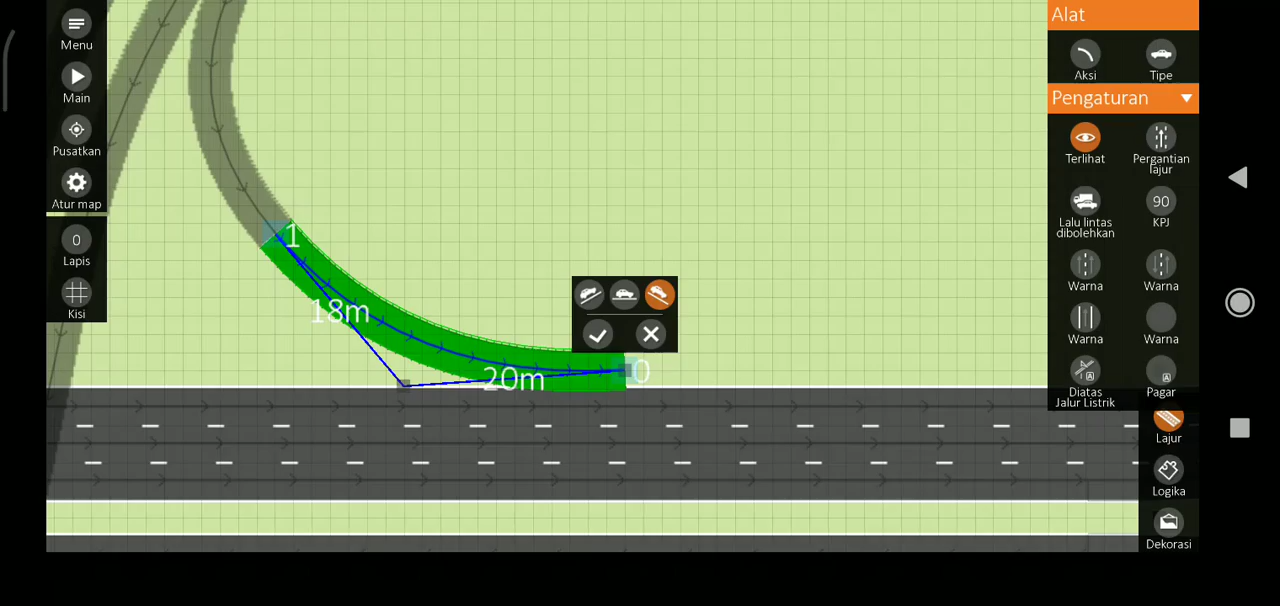 Menu
Main
Pusatkan
Atur map
0
Lapis
Kisi
1
18m
20m
0
Alat
Aksi
Tipe
Pengaturan
Terlihat
Pergantian
lajur
Lalu lintas
dibolehkan
90
KPJ
Warna
Warna
Warna
Warna
A
Diatas
Jalur Listrik
A
Pagar
Lajur
Logika
Dekorasi